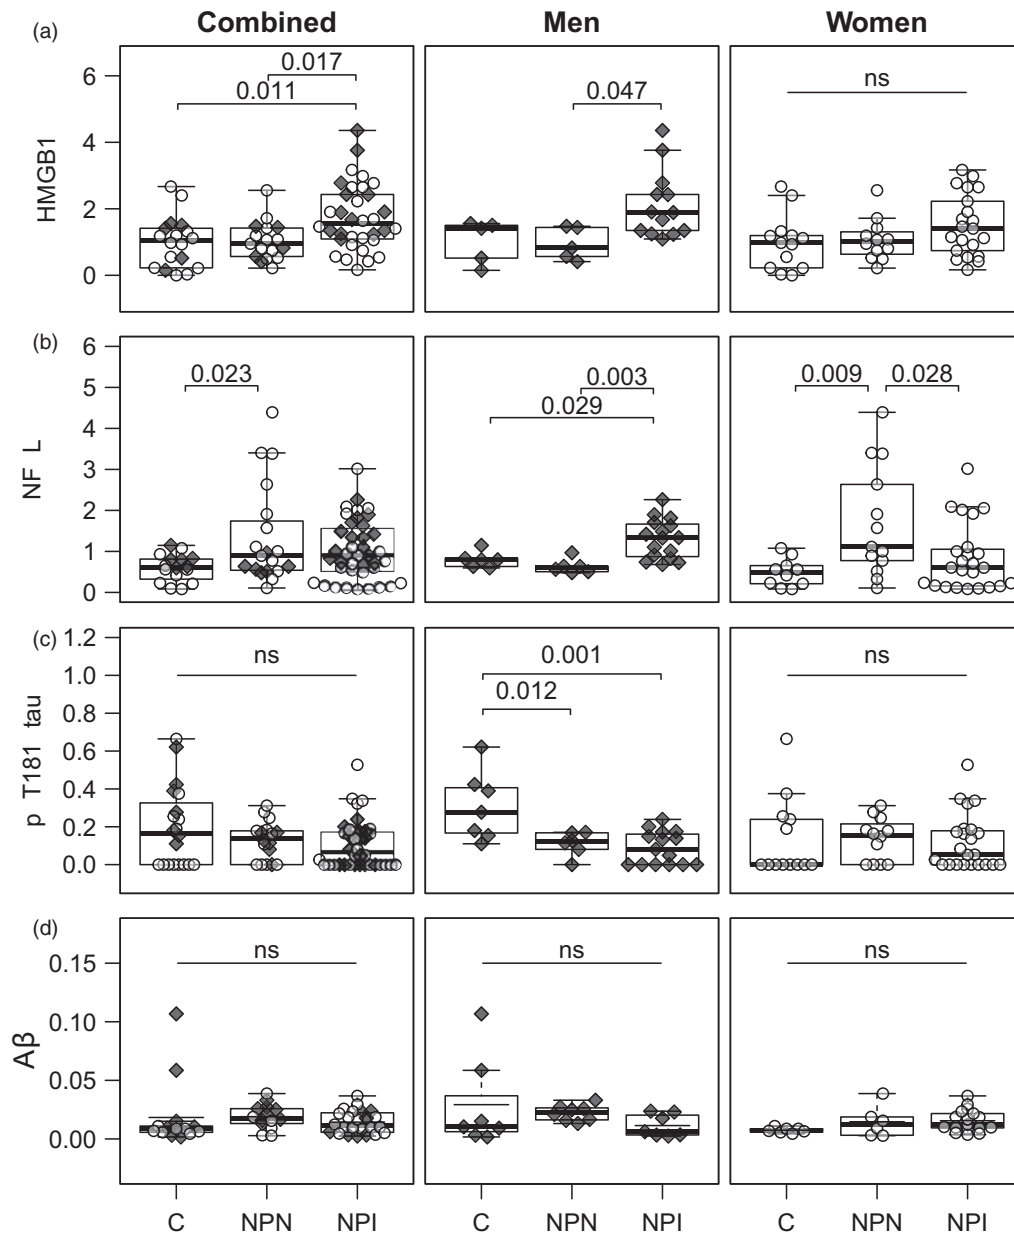 (a) Combined Men Women
HMGB1
6
4
2
0
0.017
0.011
0.047
ns
(b)
NF L
6
5
4
3
2
1
0
0.023
0.003
0.029
0.009 0.028
(c)
p T181 tau
1.2
1.0
0.8
0.6
0.4
0.2
0.0
ns
0.001
0.012
ns
(d)
Aβ
0.15
0.10
0.05
0.00
ns
ns
ns
C NPN NPI C NPN NPI C NPN NPI